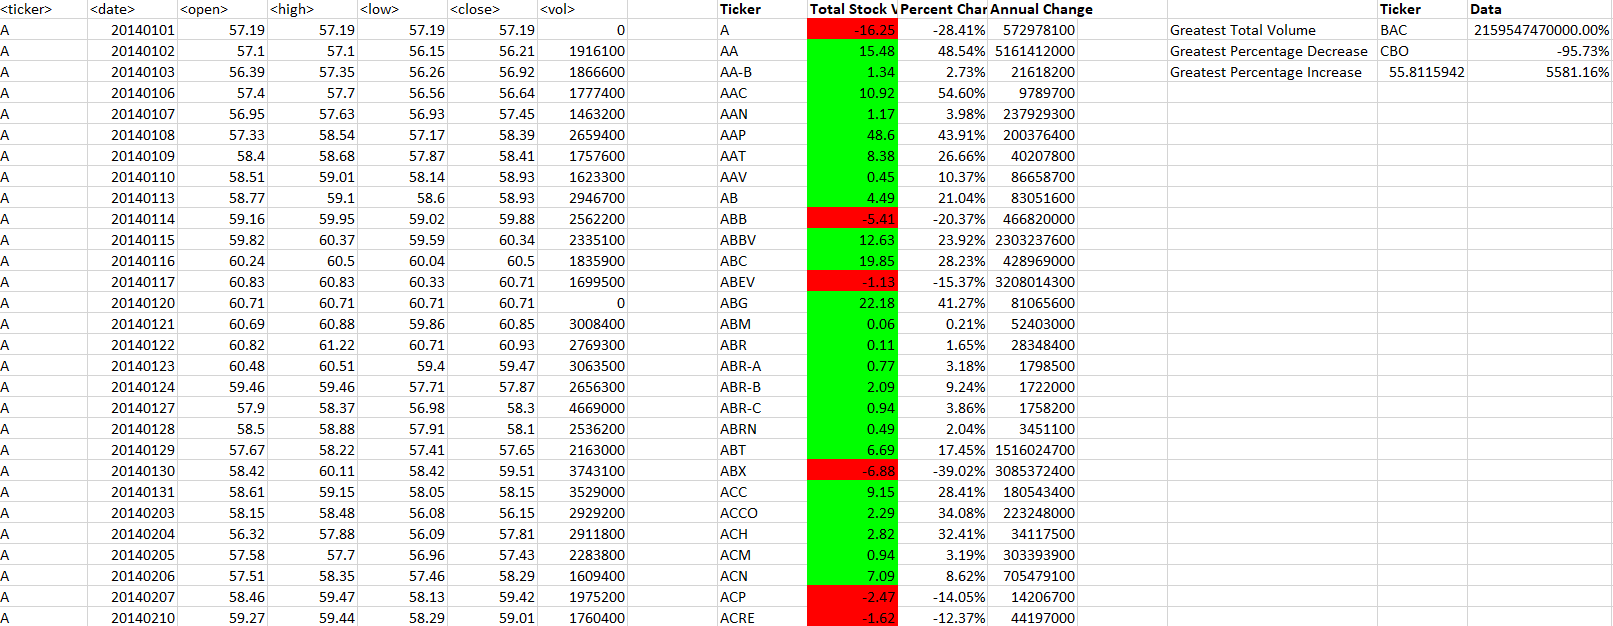 <ticker> <date> <open> <high> <low> <close> <vol> Ticker Total Stock V Percent Char Annual Change Ticker Data
A 20140101 57.19 57.19 57.19 57.19 0 A -16.25 -28.41% 572978100 Greatest Total Volume BAC 2159547470000.00%
A 20140102 57.1 57.1 56.15 56.21 1916100 AA 15.48 48.54% 5161412000 Greatest Percentage Decrease CBO -95.73%
A 20140103 56.39 57.35 56.26 56.92 1866600 AA-B 1.34 2.73% 21618200 Greatest Percentage Increase 55.8115942 5581.16%
A 20140106 57.4 57.7 56.56 56.64 1777400 AAC 10.92 54.60% 9789700
A 20140107 56.95 57.63 56.93 57.45 1463200 AAN 1.17 3.98% 237929300
A 20140108 57.33 58.54 57.17 58.39 2659400 AAP 48.6 43.91% 200376400
A 20140109 58.4 58.68 57.87 58.41 1757600 AAT 8.38 26.66% 40207800
A 20140110 58.51 59.01 58.14 58.93 1623300 AAV 0.45 10.37% 86658700
A 20140113 58.77 59.1 58.6 58.93 2946700 AB 4.49 21.04% 83051600
A 20140114 59.16 59.95 59.02 59.88 2562200 ABB -5.41 -20.37% 466820000
A 20140115 59.82 60.37 59.59 60.34 2335100 ABBV 12.63 23.92% 2303237600
A 20140116 60.24 60.5 60.04 60.5 1835900 ABC 19.85 28.23% 428969000
A 20140117 60.83 60.83 60.33 60.71 1699500 ABEV -1.13 -15.37% 3208014300
A 20140120 60.71 60.71 60.71 60.71 0 ABG 22.18 41.27% 81065600
A 20140121 60.69 60.88 59.86 60.85 3008400 ABM 0.06 0.21% 52403000
A 20140122 60.82 61.22 60.71 60.93 2769300 ABR 0.11 1.65% 28348400
A 20140123 60.48 60.51 59.4 59.47 3063500 ABR-A 0.77 3.18% 1798500
A 20140124 59.46 59.46 57.71 57.87 2656300 ABR-B 2.09 9.24% 1722000
A 20140127 57.9 58.37 56.98 58.3 4669000 ABR-C 0.94 3.86% 1758200
A 20140128 58.5 58.88 57.91 58.1 2536200 ABRN 0.49 2.04% 3451100
A 20140129 57.67 58.22 57.41 57.65 2163000 ABT 6.69 17.45% 1516024700
A 20140130 58.42 60.11 58.42 59.51 3743100 ABX -6.88 -39.02% 3085372400
A 20140131 58.61 59.15 58.05 58.15 3529000 ACC 9.15 28.41% 180543400
A 20140203 58.15 58.48 56.08 56.15 2929200 ACCO 2.29 34.08% 223248000
A 20140204 56.32 57.88 56.09 57.81 2911800 ACH 2.82 32.41% 34117500
A 20140205 57.58 57.7 56.96 57.43 2283800 ACM 0.94 3.19% 303393900
A 20140206 57.51 58.35 57.46 58.29 1609400 ACN 7.09 8.62% 705479100
A 20140207 58.46 59.47 58.13 59.42 1975200 ACP -2.47 -14.05% 14206700
A 20140210 59.27 59.44 58.29 59.01 1760400 ACRE -1.62 -12.37% 44197000